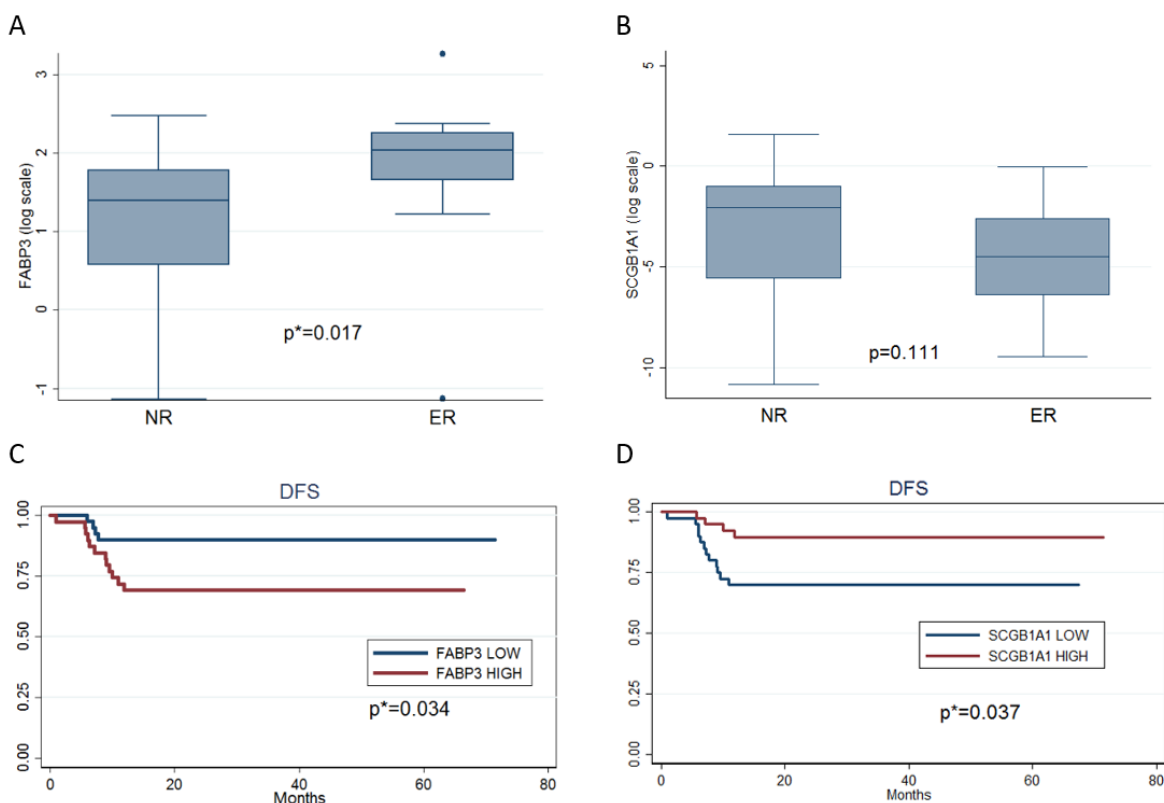 A
FABP3 (log scale)
3
2
1
0
-1
p*=0.017
NR
ER
B
SCGB1A1 (log scale)
5
0
-5
-10
p=0.111
NR
ER
C
DFS
1.00
0.75
0.50
0.25
0.00
FABP3 LOW
FABP3 HIGH
p*=0.034
0 20 40 60 80
Months
D
DFS
1.00
0.75
0.50
0.25
0.00
SCGB1A1 LOW
SCGB1A1 HIGH
p*=0.037
0 20 40 60 80
Months